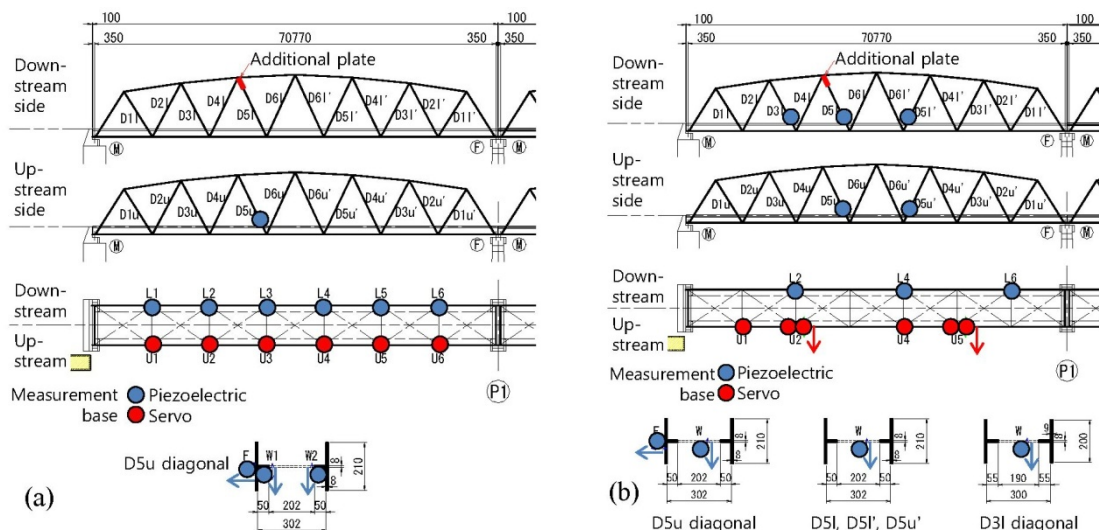 100 100
350 70770 350 350
Additional plate
Down-
stream
side
D1l D2l D3l D4l D5l D6l D6l' D5l' D4l' D3l' D2l' D1l'
M F M
Up-
stream
side
D1u D2u D3u D4u D5u D6u D6u' D5u' D4u' D3u' D2u' D1u'
M F M
Down-
stream
L1 L2 L3 L4 L5 L6
Up-
stream
U1 U2 U3 U4 U5 U6
P1
Measurement
base
Piezoelectric
Servo
D5u diagonal
F W1 W2
8
8
210
50 202 50
302
(a)
100 100
350 70770 350 350
Additional plate
Down-
stream
side
D1l D2l D3l D4l D5 D6l D6l' D5l' D4l' D3l' D2l' D1l'
M F M
Up-
stream
side
D1u D2u D3u D4u D5u D6u D6u' D5u' D4u' D3u' D2u' D1u'
M F M
Down-
stream
L2 L4 L6
Up-
stream
U1 U2 U4 U5
P1
Measurement
base
Piezoelectric
Servo
F W
8
8
210
50 202 50
302
D5u diagonal
W
8
8
210
50 202 50
302
D5l, D5l', D5u'
W
9
8
200
55 190 55
300
D3l diagonal
(b)